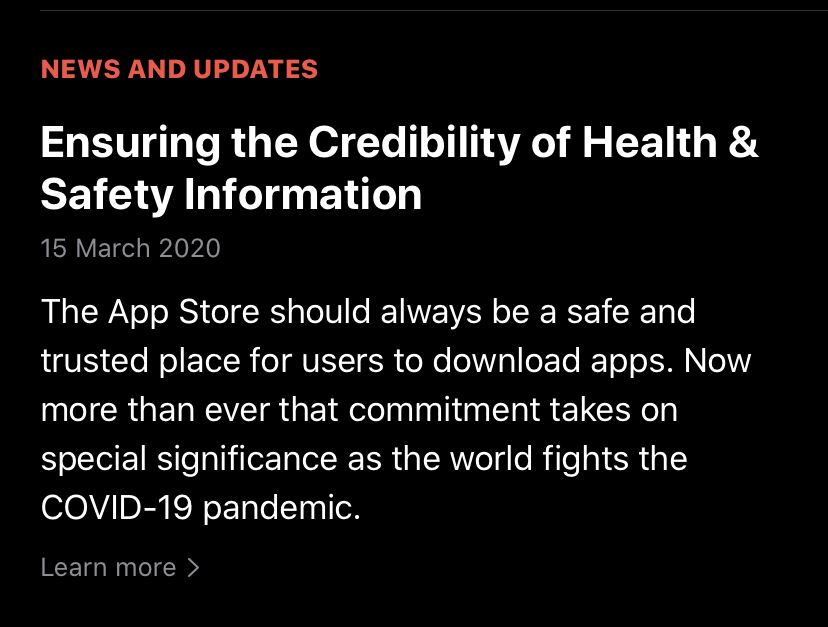 NEWS AND UPDATES
Ensuring the Credibility of Health &
Safety Information
15 March 2020
The App Store should always be a safe and
trusted place for users to download apps. Now
more than ever that commitment takes on
special significance as the world fights the
COVID-19 pandemic.
Learn more >